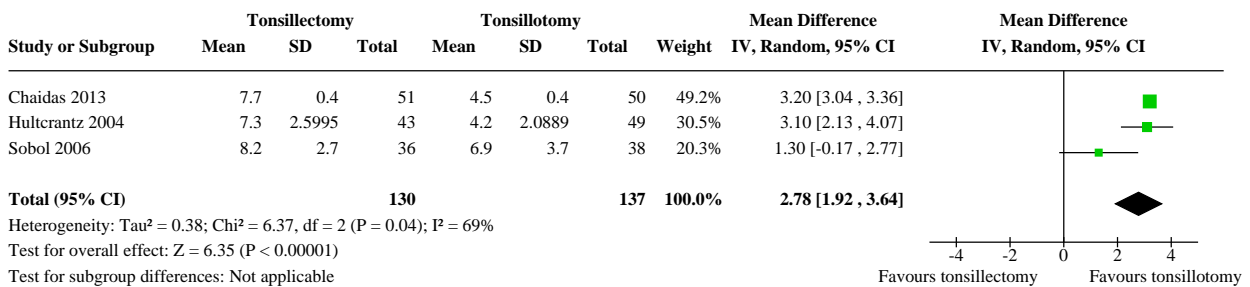 Tonsillectomy Tonsillotomy Mean Difference Mean Difference
Study or Subgroup Mean SD Total Mean SD Total Weight IV, Random, 95% CI IV, Random, 95% CI
Chaidas 2013 7.7 0.4 51 4.5 0.4 50 49.2% 3.20 [3.04 , 3.36]
Hultcrantz 2004 7.3 2.5995 43 4.2 2.0889 49 30.5% 3.10 [2.13 , 4.07]
Sobol 2006 8.2 2.7 36 6.9 3.7 38 20.3% 1.30 [-0.17 , 2.77]
Total (95% CI) 130 137 100.0% 2.78 [1.92 , 3.64]
Heterogeneity: Tau² = 0.38; Chi² = 6.37, df = 2 (P = 0.04); I² = 69%
Test for overall effect: Z = 6.35 (P < 0.00001)
-4 -2 0 2 4
Test for subgroup differences: Not applicable
Favours tonsillectomy Favours tonsillotomy